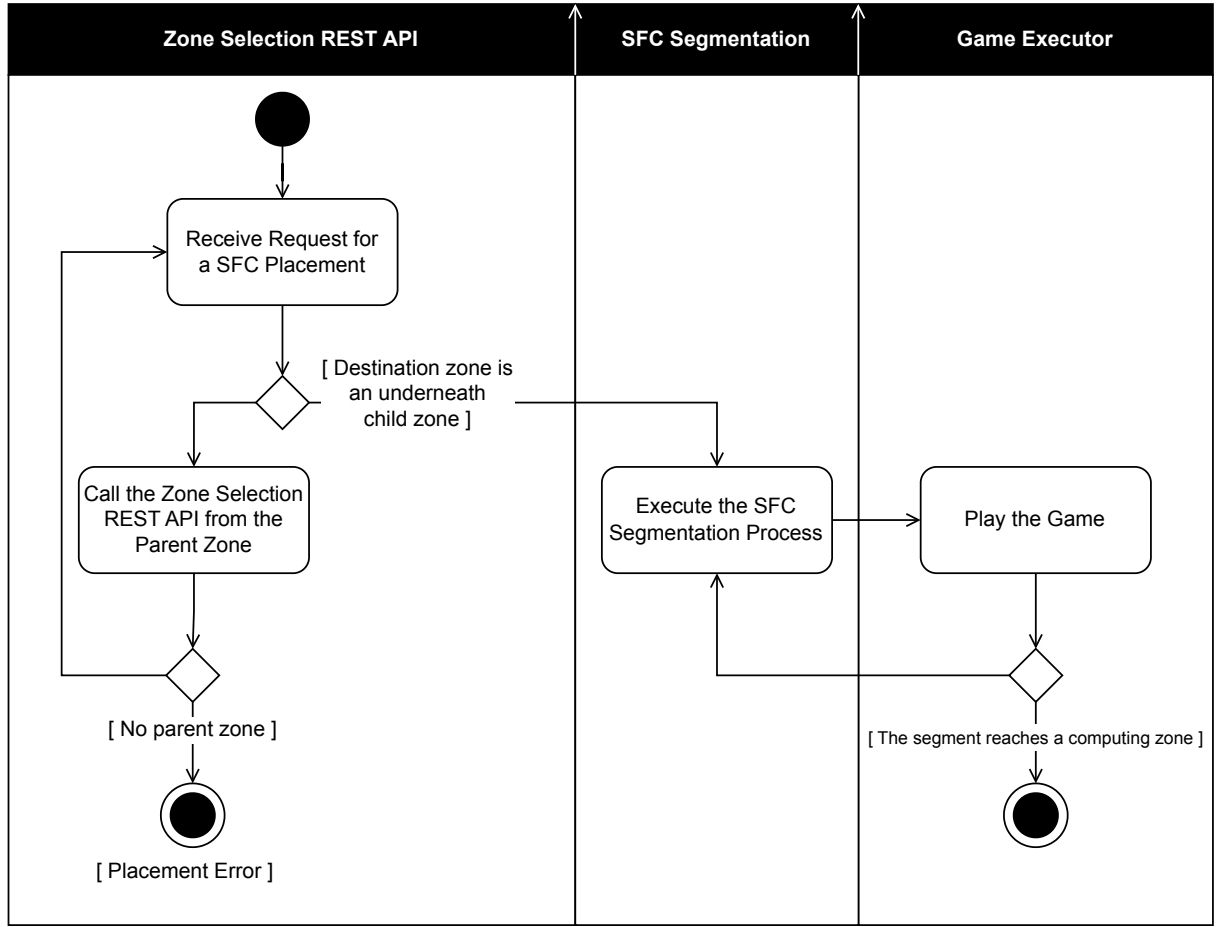 Zone Selection REST API
SFC Segmentation
Game Executor
Receive Request for
a SFC Placement
[ Destination zone is
an underneath
child zone ]
Call the Zone Selection
REST API from the
Parent Zone
Execute the SFC
Segmentation Process
Play the Game
[ No parent zone ]
[ The segment reaches a computing zone ]
[ Placement Error ]